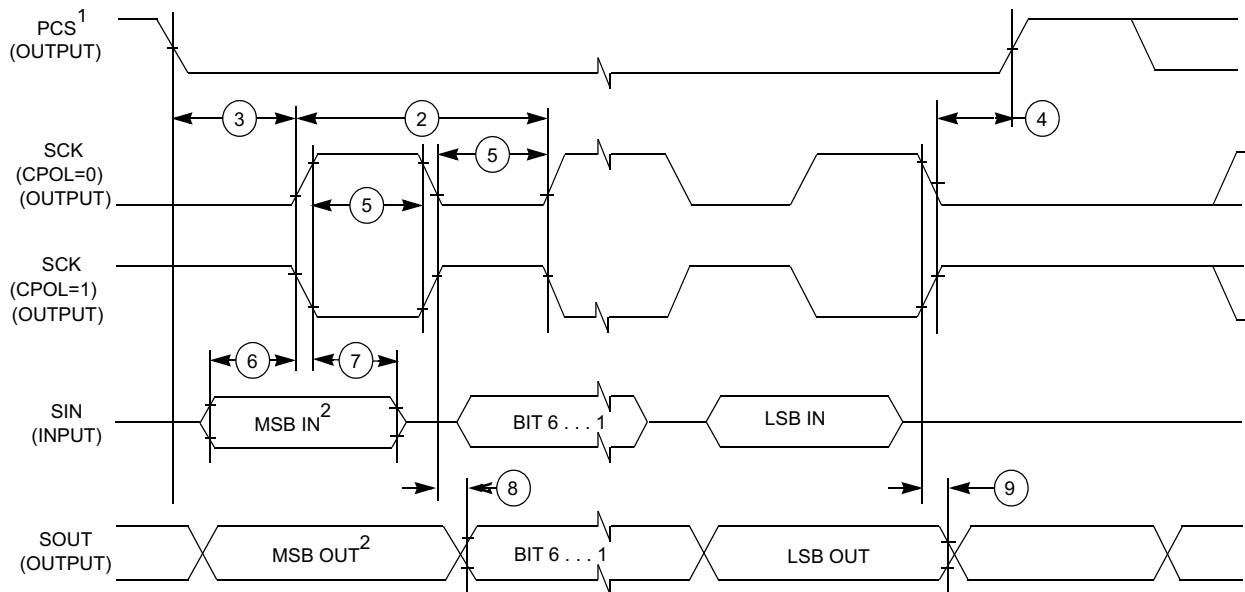 PCS1
(OUTPUT)
3
2
4
SCK
(CPOL=0)
(OUTPUT)
5
5
SCK
(CPOL=1)
(OUTPUT)
6
7
SIN
(INPUT)
MSB IN2
BIT 6 . . . 1
LSB IN
8
9
SOUT
(OUTPUT)
MSB OUT2
BIT 6 . . . 1
LSB OUT